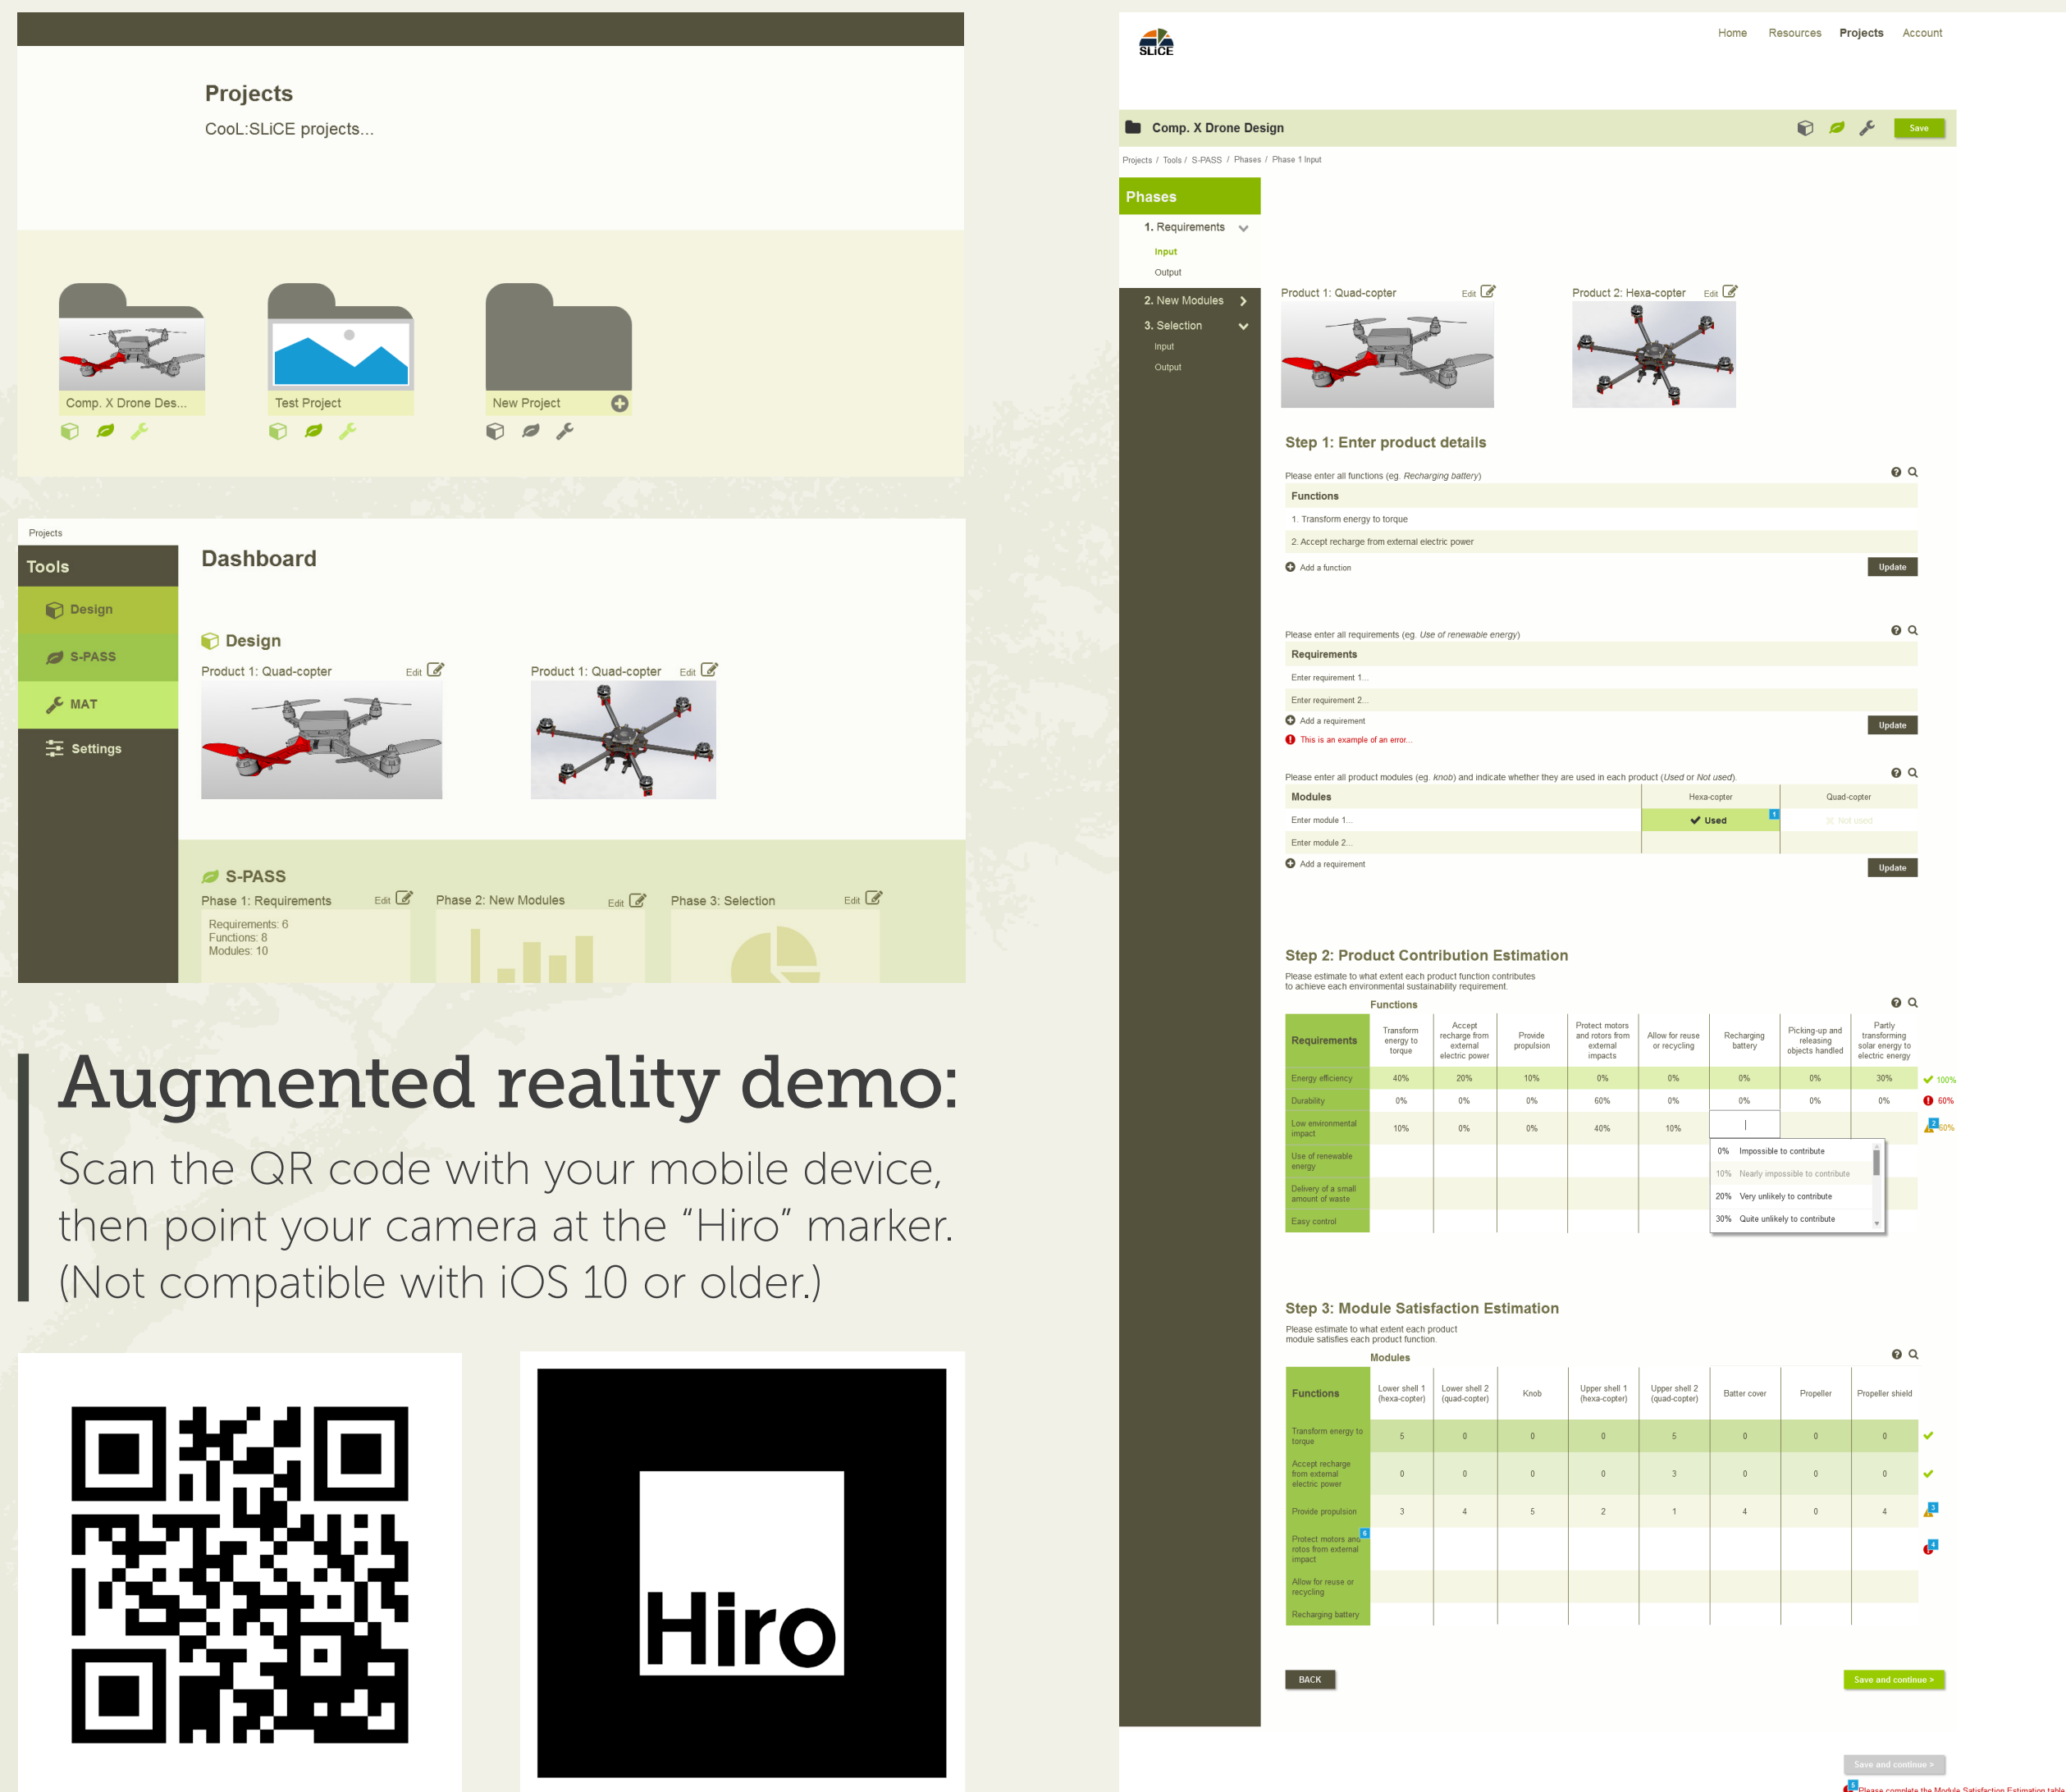 Projects
CooL:SLiCE projects...
Comp. X Drone Des...
Test Project
New Project
Projects
Tools
Design
S-PASS
MAT
Settings
Dashboard
Design
Product 1: Quad-copter Edit
Product 1: Quad-copter Edit
S-PASS
Phase 1: Requirements Edit
Requirements: 6
Functions: 8
Modules: 10
Phase 2: New Modules Edit
Phase 3: Selection Edit
Augmented reality demo:
Scan the QR code with your mobile device,
then point your camera at the “Hiro” marker.
(Not compatible with iOS 10 or older.)
Hiro
SLiCE
Home Resources Projects Account
Comp. X Drone Design
Save
Projects / Tools / S-PASS / Phases / Phase 1 Input
Phases
1. Requirements
Input
Output
2. New Modules
3. Selection
Input
Output
Product 1: Quad-copter Edit
Product 2: Hexa-copter Edit
Step 1: Enter product details
Please enter all functions (eg. Recharging battery)
Functions
1. Transform energy to torque
2. Accept recharge from external electric power
Add a function
Update
Please enter all requirements (eg. Use of renewable energy)
Requirements
Enter requirement 1...
Enter requirement 2...
Add a requirement
Update
This is an example of an error...
Please enter all product modules (eg. knob) and indicate whether they are used in each product (Used or Not used).
Modules Hexa-copter Quad-copter
Enter module 1... Used 1 Not used
Enter module 2...
Add a requirement
Update
Step 2: Product Contribution Estimation
Please estimate to what extent each product function contributes
to achieve each environmental sustainability requirement.
Functions
Requirements
Transform
energy to
torque
Accept
recharge from
external
electric power
Provide
propulsion
Protect motors
and rotors from
external
impacts
Allow for reuse
or recycling
Recharging
battery
Picking-up and
releasing
objects handled
Partly
transforming
solar energy to
electric energy
Energy efficiency 40% 20% 10% 0% 0% 0% 0% 30% 100%
Durability 0% 0% 0% 60% 0% 0% 0% 0% 60%
Low environmental
impact
10% 0% 0% 40% 10% 2 60%
Use of renewable
energy
Delivery of a small
amount of waste
Easy control
0% Impossible to contribute
10% Nearly impossible to contribute
20% Very unlikely to contribute
30% Quite unlikely to contribute
Step 3: Module Satisfaction Estimation
Please estimate to what extent each product
module satisfies each product function.
Modules
Functions
Lower shell 1
(hexa-copter)
Lower shell 2
(quad-copter)
Knob
Upper shell 1
(hexa-copter)
Upper shell 2
(quad-copter)
Batter cover
Propeller
Propeller shield
Transform energy to
torque
5 0 0 0 5 0 0 0
Accept recharge
from external
electric power
0 0 0 0 3 0 0 0
Provide propulsion 3 4 5 2 1 4 0 4 3
Protect motors and
rotos from external
impact
6
4
Allow for reuse or
recycling
Recharging battery
BACK
Save and continue >
Save and continue >
5
Please complete the Module Satisfaction Estimation table